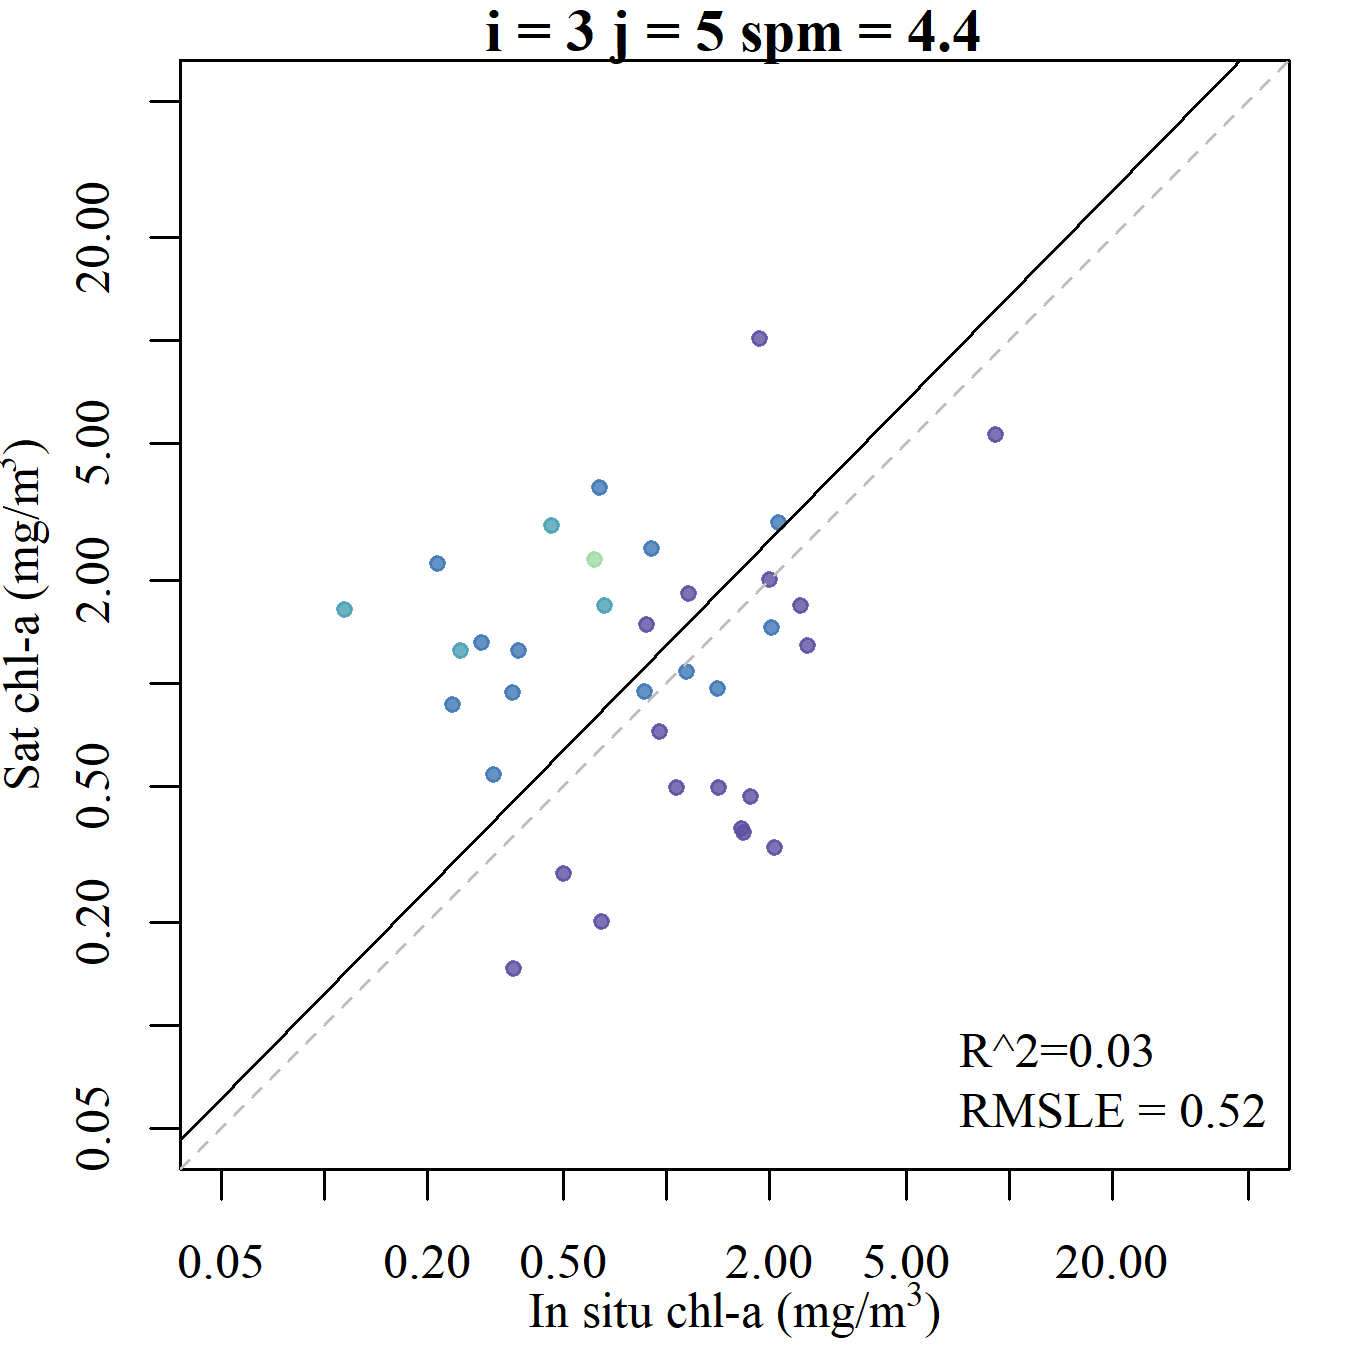 i = 3 j = 5 spm = 4.4
Sat chl-a (mg/m³)
20.00
5.00
2.00
0.50
0.20
0.05
R^2=0.03
RMSLE = 0.52
0.05 0.20 0.50 2.00 5.00 20.00
In situ chl-a (mg/m³)